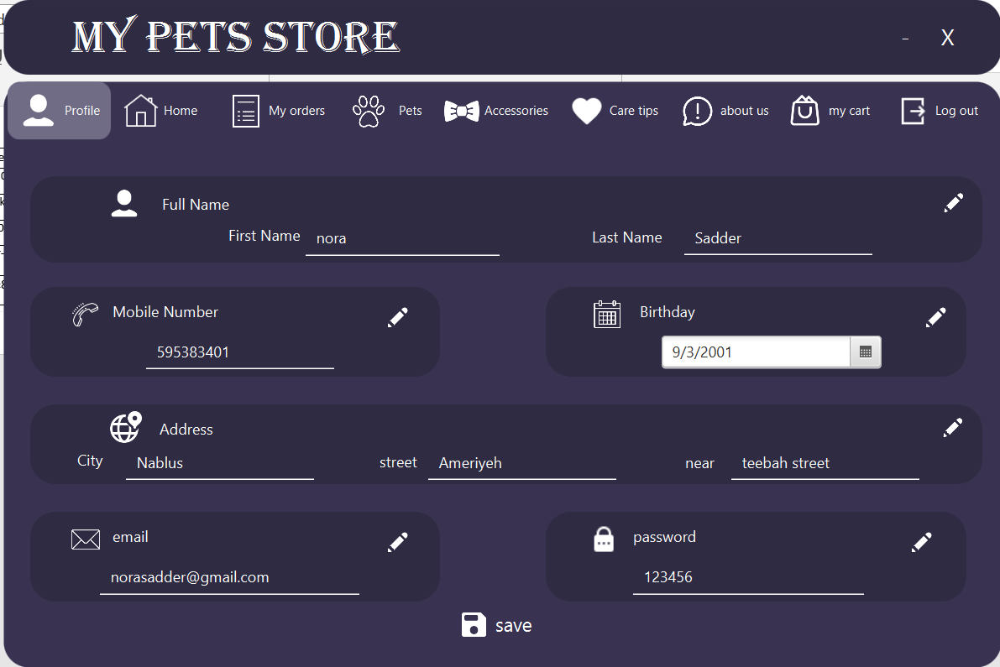 MY PETS STORE
- X
Profile Home My orders Pets Accessories Care tips about us my cart Log out
Full Name
First Name nora Last Name Sadder
Mobile Number Birthday
595383401 9/3/2001
Address
City Nablus street Ameriyeh near teebah street
email password
norasadder@gmail.com 123456
save